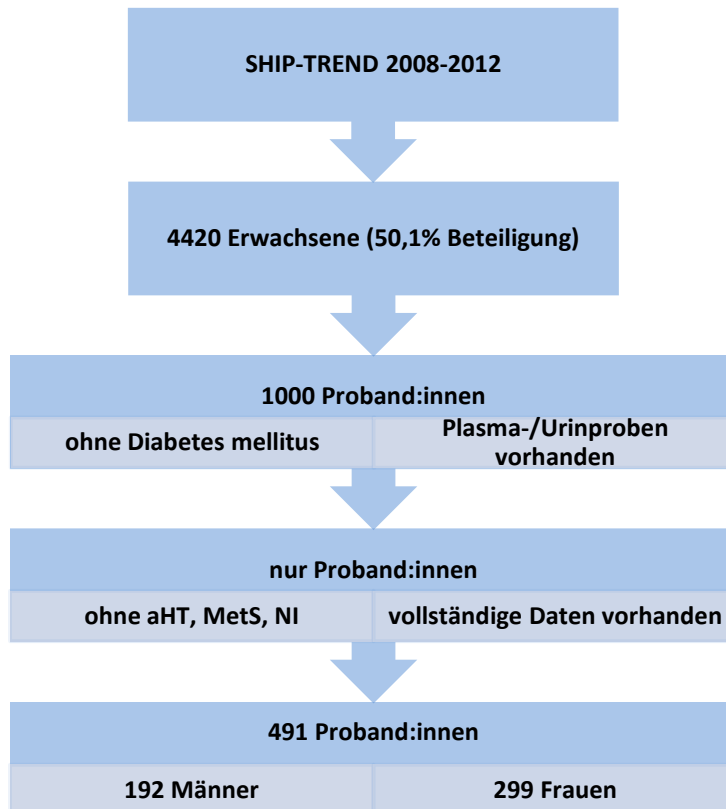 SHIP-TREND 2008-2012
4420 Erwachsene (50,1% Beteiligung)
1000 Proband:innen
ohne Diabetes mellitus
Plasma-/Urinproben
vorhanden
nur Proband:innen
ohne aHT, MetS, NI
vollständige Daten vorhanden
491 Proband:innen
192 Männer
299 Frauen